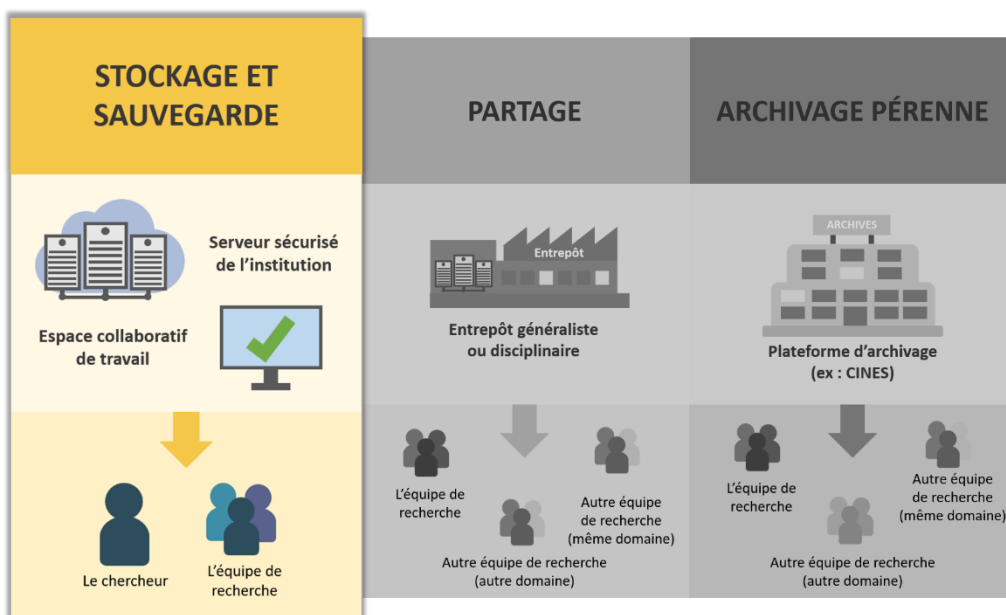 STOCKAGE ET
SAUVEGARDE
Serveur sécurisé
de l'institution
Espace collaboratif
de travail
Le chercheur
L'équipe de
recherche
PARTAGE
Entrepôt
Entrepôt généraliste
ou disciplinaire
L'équipe de
recherche
Autre équipe
de recherche
(même domaine)
Autre équipe de recherche
(autre domaine)
ARCHIVAGE PÉRENNE
ARCHIVES
Plateforme d'archivage
(ex : CINES)
L'équipe de
recherche
Autre équipe
de recherche
(même domaine)
Autre équipe de recherche
(autre domaine)